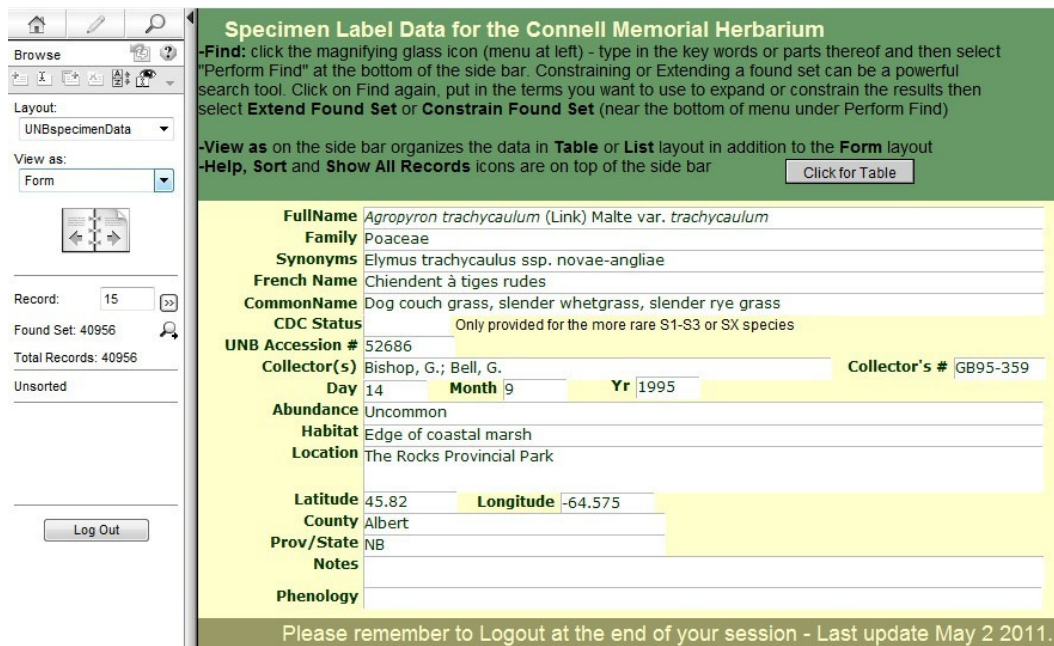 Browse
Layout:
UNBspecimenData
View as:
Form
Record: 15
Found Set: 40956
Total Records: 40956
Unsorted
Log Out
Specimen Label Data for the Connell Memorial Herbarium
-Find: click the magnifying glass icon (menu at left) - type in the key words or parts thereof and then select
"Perform Find" at the bottom of the side bar. Constraining or Extending a found set can be a powerful
search tool. Click on Find again, put in the terms you want to use to expand or constrain the results then
select Extend Found Set or Constrain Found Set (near the bottom of menu under Perform Find)
-View as on the side bar organizes the data in Table or List layout in addition to the Form layout
-Help, Sort and Show All Records icons are on top of the side bar
Click for Table
FullName Agropyron trachycaulum (Link) Malte var. trachycaulum
Family Poaceae
Synonyms Elymus trachycaulus ssp. novae-angliae
French Name Chiendent à tiges rudes
CommonName Dog couch grass, slender whetgrass, slender rye grass
CDC Status Only provided for the more rare S1-S3 or SX species
UNB Accession # 52686
Collector(s) Bishop, G.; Bell, G. Collector's # GB95-359
Day 14 Month 9 Yr 1995
Abundance Uncommon
Habitat Edge of coastal marsh
Location The Rocks Provincial Park
Latitude 45.82 Longitude -64.575
County Albert
Prov/State NB
Notes
Phenology
Please remember to Logout at the end of your session - Last update May 2 2011.